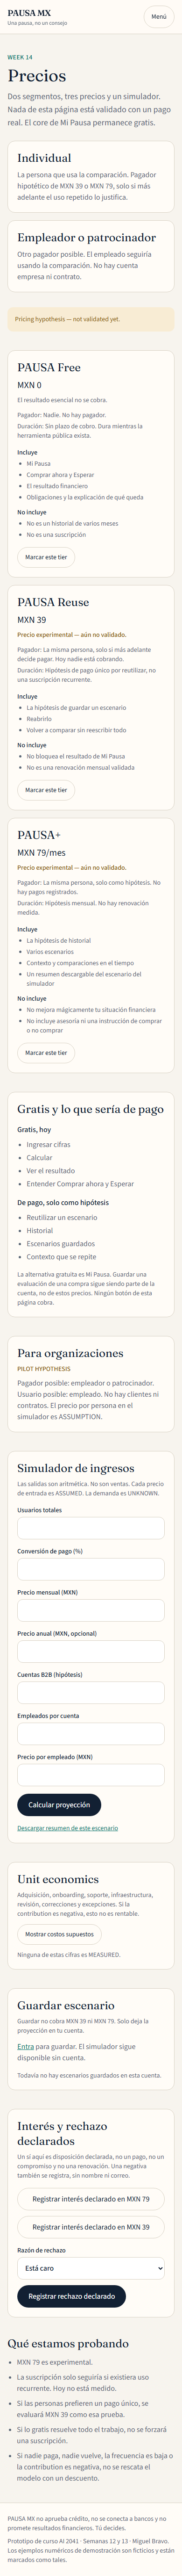 PAUSA MX
Una pausa, no un consejo
Menú
WEEK 14
Precios
Dos segmentos, tres precios y un simulador.
Nada de esta página está validado con un pago
real. El core de Mi Pausa permanece gratis.
Individual
La persona que usa la comparación. Pagador
hipotético de MXN 39 o MXN 79, solo si más
adelante el uso repetido lo justifica.
Empleador o patrocinador
Otro pagador posible. El empleado seguiría
usando la comparación. No hay cuenta
empresa ni contrato.
Pricing hypothesis — not validated yet.
PAUSA Free
MXN 0
El resultado esencial no se cobra.
Pagador: Nadie. No hay pagador.
Duración: Sin plazo de cobro. Dura mientras la
herramienta pública exista.
Incluye
• Mi Pausa
• Comprar ahora y Esperar
• El resultado financiero
• Obligaciones y la explicación de qué queda
No incluye
• No es un historial de varios meses
• No es una suscripción
Marcar este tier
PAUSA Reuse
MXN 39
Precio experimental — aún no validado.
Pagador: La misma persona, solo si más adelante
decide pagar. Hoy nadie está cobrando.
Duración: Hipótesis de pago único por reutilizar, no
una suscripción recurrente.
Incluye
• La hipótesis de guardar un escenario
• Reabrirlo
• Volver a comparar sin reescribir todo
No incluye
• No bloquea el resultado de Mi Pausa
• No es una renovación mensual validada
Marcar este tier
PAUSA+
MXN 79/mes
Precio experimental — aún no validado.
Pagador: La misma persona, solo como hipótesis. No
hay pagos registrados.
Duración: Hipótesis mensual. No hay renovación
medida.
Incluye
• La hipótesis de historial
• Varios escenarios
• Contexto y comparaciones en el tiempo
• Un resumen descargable del escenario del
simulador
No incluye
• No mejora mágicamente tu situación financiera
• No incluye asesoría ni una instrucción de comprar
o no comprar
Marcar este tier
Gratis y lo que sería de pago
Gratis, hoy
• Ingresar cifras
• Calcular
• Ver el resultado
• Entender Comprar ahora y Esperar
De pago, solo como hipótesis
• Reutilizar un escenario
• Historial
• Escenarios guardados
• Contexto que se repite
La alternativa gratuita es Mi Pausa. Guardar una
evaluación de una compra sigue siendo parte de la
cuenta, no de estos precios. Ningún botón de esta
página cobra.
Para organizaciones
PILOT HYPOTHESIS
Pagador posible: empleador o patrocinador.
Usuario posible: empleado. No hay clientes ni
contratos. El precio por persona en el
simulador es ASSUMPTION.
Simulador de ingresos
Las salidas son aritmética. No son ventas. Cada precio
de entrada es ASSUMED. La demanda es UNKNOWN.
Usuarios totales
Conversión de pago (%)
Precio mensual (MXN)
Precio anual (MXN, opcional)
Cuentas B2B (hipótesis)
Empleados por cuenta
Precio por empleado (MXN)
Calcular proyección
Descargar resumen de este escenario
Unit economics
Adquisición, onboarding, soporte, infraestructura,
revisión, correcciones y excepciones. Si la
contribution es negativa, esto no es rentable.
Mostrar costos supuestos
Ninguna de estas cifras es MEASURED.
Guardar escenario
Guardar no cobra MXN 39 ni MXN 79. Solo deja la
proyección en tu cuenta.
Entra para guardar. El simulador sigue
disponible sin cuenta.
Todavía no hay escenarios guardados en esta cuenta.
Interés y rechazo
declarados
Un sí aquí es disposición declarada, no un pago, no un
compromiso y no una renovación. Una negativa
también se registra, sin nombre ni correo.
Registrar interés declarado en MXN 79
Registrar interés declarado en MXN 39
Razón de rechazo
Está caro
Registrar rechazo declarado
Qué estamos probando
• MXN 79 es experimental.
• La suscripción solo seguiría si existiera uso
recurrente. Hoy no está medido.
• Si las personas prefieren un pago único, se
evaluará MXN 39 como esa prueba.
• Si lo gratis resuelve todo el trabajo, no se forzará
una suscripción.
• Si nadie paga, nadie vuelve, la frecuencia es baja o
la contribution es negativa, no se rescata el
modelo con un descuento.
PAUSA MX no aprueba crédito, no se conecta a bancos y no
promete resultados financieros. Tú decides.
Prototipo de curso AI 2041 · Semanas 12 y 13 · Miguel Bravo.
Los ejemplos numéricos de demostración son ficticios y están
marcados como tales.